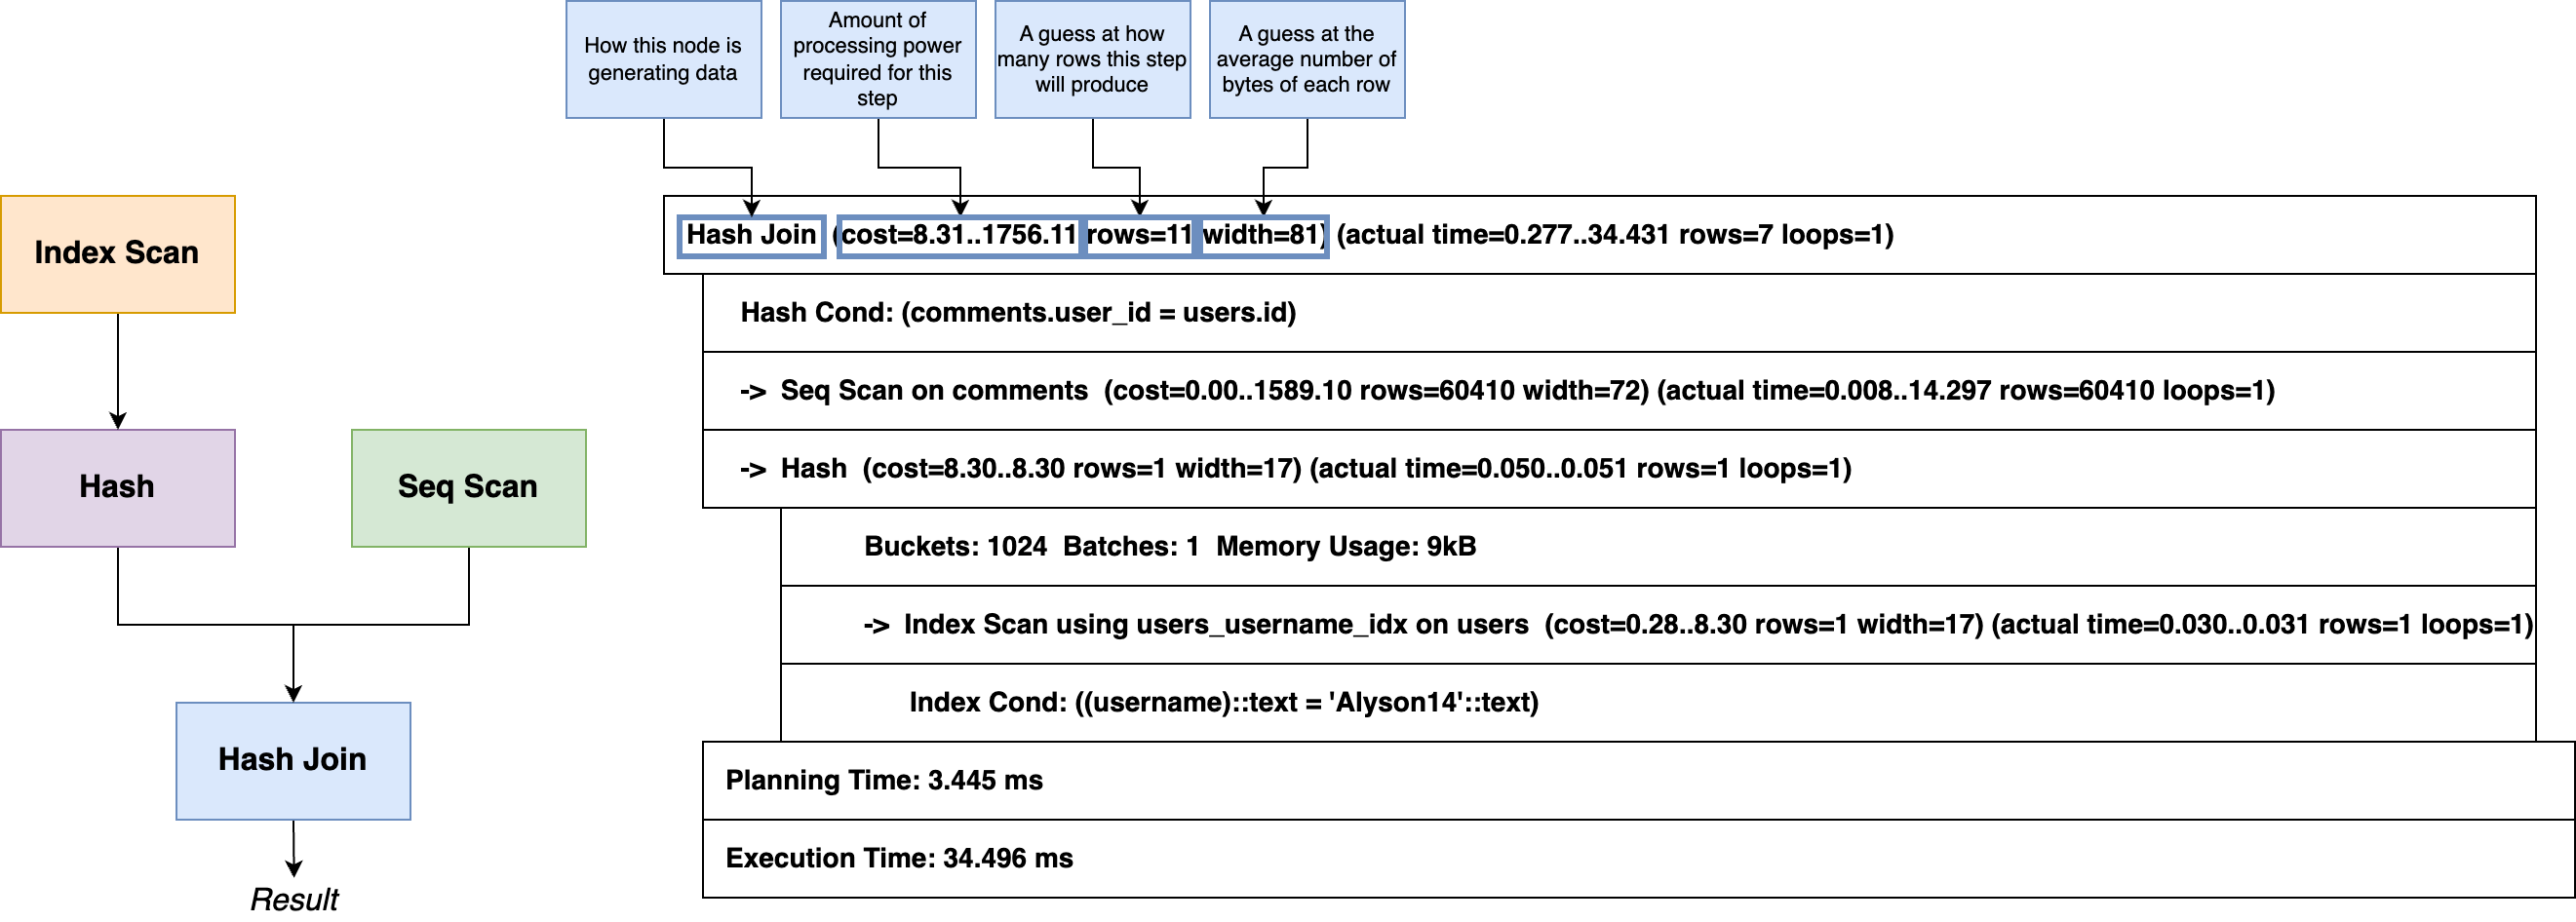 How this node is
generating data
Amount of
processing power
required for this
step
A guess at how
many rows this step
will produce
A guess at the
average number of
bytes of each row
Index Scan
Hash
Seq Scan
Hash Join
Result
Hash Join (cost=8.31..1756.11 rows=11 width=81) (actual time=0.277..34.431 rows=7 loops=1)
Hash Cond: (comments.user_id = users.id)
-> Seq Scan on comments (cost=0.00..1589.10 rows=60410 width=72) (actual time=0.008..14.297 rows=60410 loops=1)
-> Hash (cost=8.30..8.30 rows=1 width=17) (actual time=0.050..0.051 rows=1 loops=1)
Buckets: 1024 Batches: 1 Memory Usage: 9kB
-> Index Scan using users_username_idx on users (cost=0.28..8.30 rows=1 width=17) (actual time=0.030..0.031 rows=1 loops=1)
Index Cond: ((username)::text = 'Alyson14'::text)
Planning Time: 3.445 ms
Execution Time: 34.496 ms